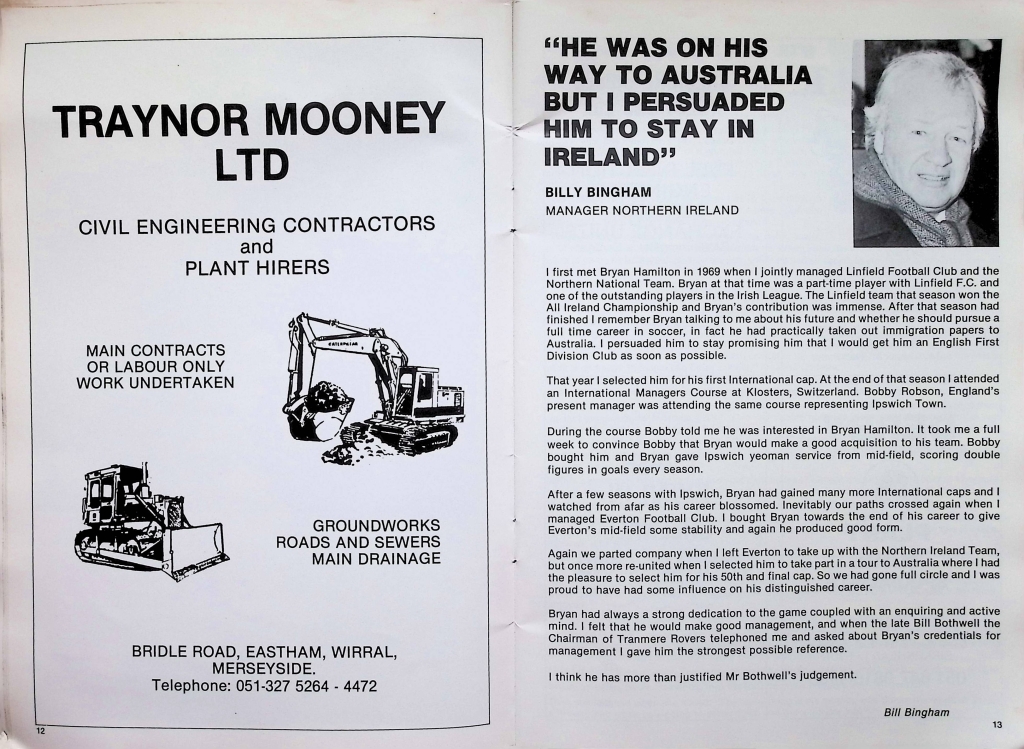 TRAYNOR MOONEY
LTD
CIVIL ENGINEERING CONTRACTORS
and
PLANT HIRERS
MAIN CONTRACTS
OR LABOUR ONLY
WORK UNDERTAKEN
CATERPILLAR
GROUNDWORKS
ROADS AND SEWERS
MAIN DRAINAGE
BRIDLE ROAD, EASTHAM, WIRRAL,
MERSEYSIDE.
Telephone: 051-327 5264 - 4472
12
“HE WAS ON HIS
WAY TO AUSTRALIA
BUT I PERSUADED
HIM TO STAY IN
IRELAND”
BILLY BINGHAM
MANAGER NORTHERN IRELAND
I first met Bryan Hamilton in 1969 when I jointly managed Linfield Football Club and the
Northern National Team. Bryan at that time was a part-time player with Linfield F.C. and
one of the outstanding players in the Irish League. The Linfield team that season won the
All Ireland Championship and Bryan's contribution was immense. After that season had
finished I remember Bryan talking to me about his future and whether he should pursue a
full time career in soccer, in fact he had practically taken out immigration papers to
Australia. I persuaded him to stay promising him that I would get him an English First
Division Club as soon as possible.
That year I selected him for his first International cap. At the end of that season I attended
an International Managers Course at Klosters, Switzerland. Bobby Robson, England's
present manager was attending the same course representing Ipswich Town.
During the course Bobby told me he was interested in Bryan Hamilton. It took me a full
week to convince Bobby that Bryan would make a good acquisition to his team. Bobby
bought him and Bryan gave Ipswich yeoman service from mid-field, scoring double
figures in goals every season.
After a few seasons with Ipswich, Bryan had gained many more International caps and I
watched from afar as his career blossomed. Inevitably our paths crossed again when I
managed Everton Football Club. I bought Bryan towards the end of his career to give
Everton's mid-field some stability and again he produced good form.
Again we parted company when I left Everton to take up with the Northern Ireland Team,
but once more re-united when I selected him to take part in a tour to Australia where I had
the pleasure to select him for his 50th and final cap. So we had gone full circle and I was
proud to have had some influence on his distinguished career.
Bryan had always a strong dedication to the game coupled with an enquiring and active
mind. I felt that he would make good management, and when the late Bill Bothwell the
Chairman of Tranmere Rovers telephoned me and asked about Bryan's credentials for
management I gave him the strongest possible reference.
I think he has more than justified Mr Bothwell's judgement.
Bill Bingham
13